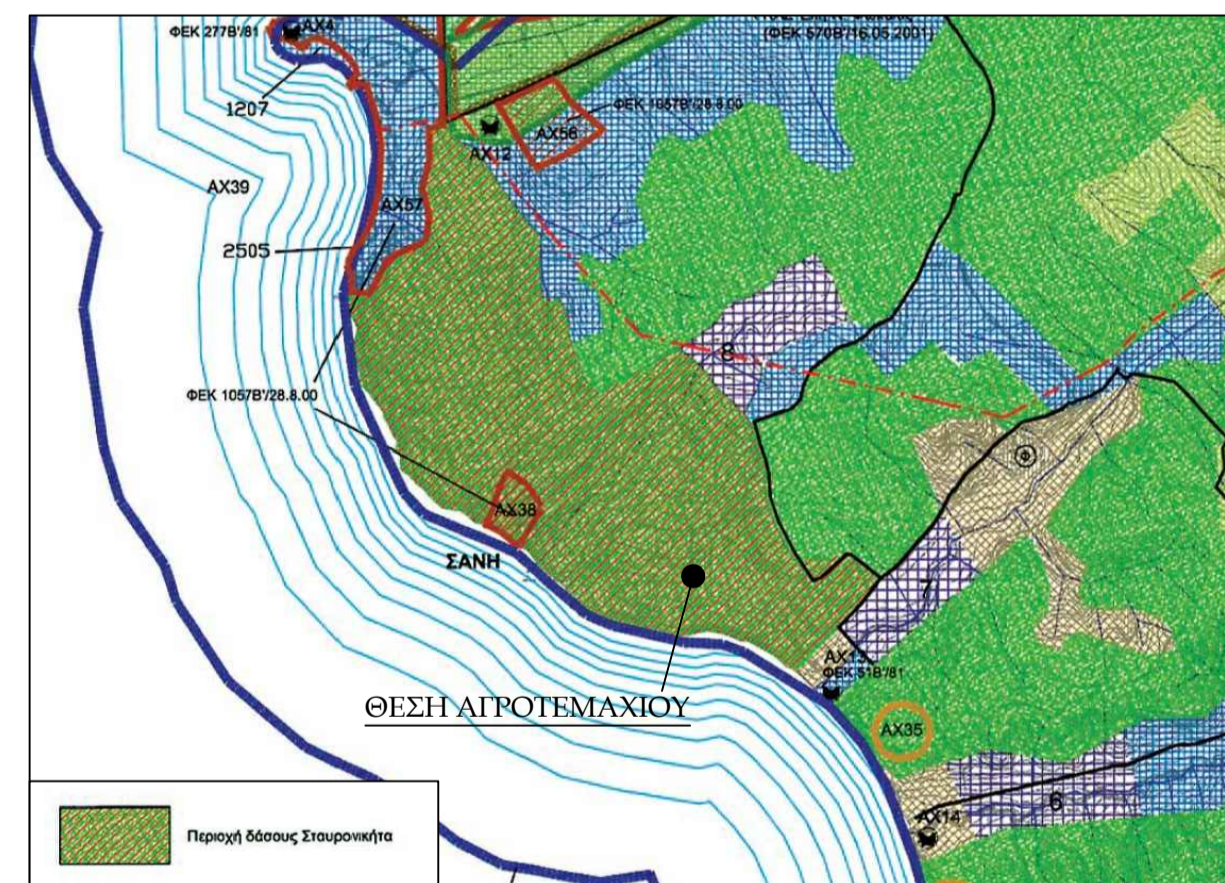 ΦΕΚ 277Β'/81
ΑΧ4
(ΦΕΚ 570Β'/16.05.2001)
1207
ΦΕΚ 1057Β'/28.8.00
ΑΧ56
ΑΧ12
ΑΧ39
ΑΧ57
2505
8
ΦΕΚ 1057Β'/28.8.00
Φ
ΑΧ38
ΣΑΝΗ
7
ΑΧ13
ΦΕΚ 51Β'/81
ΘΕΣΗ ΑΓΡΟΤΕΜΑΧΙΟΥ
ΑΧ35
6
ΑΧ14
Περιοχή δάσους Σταυρονικήτα